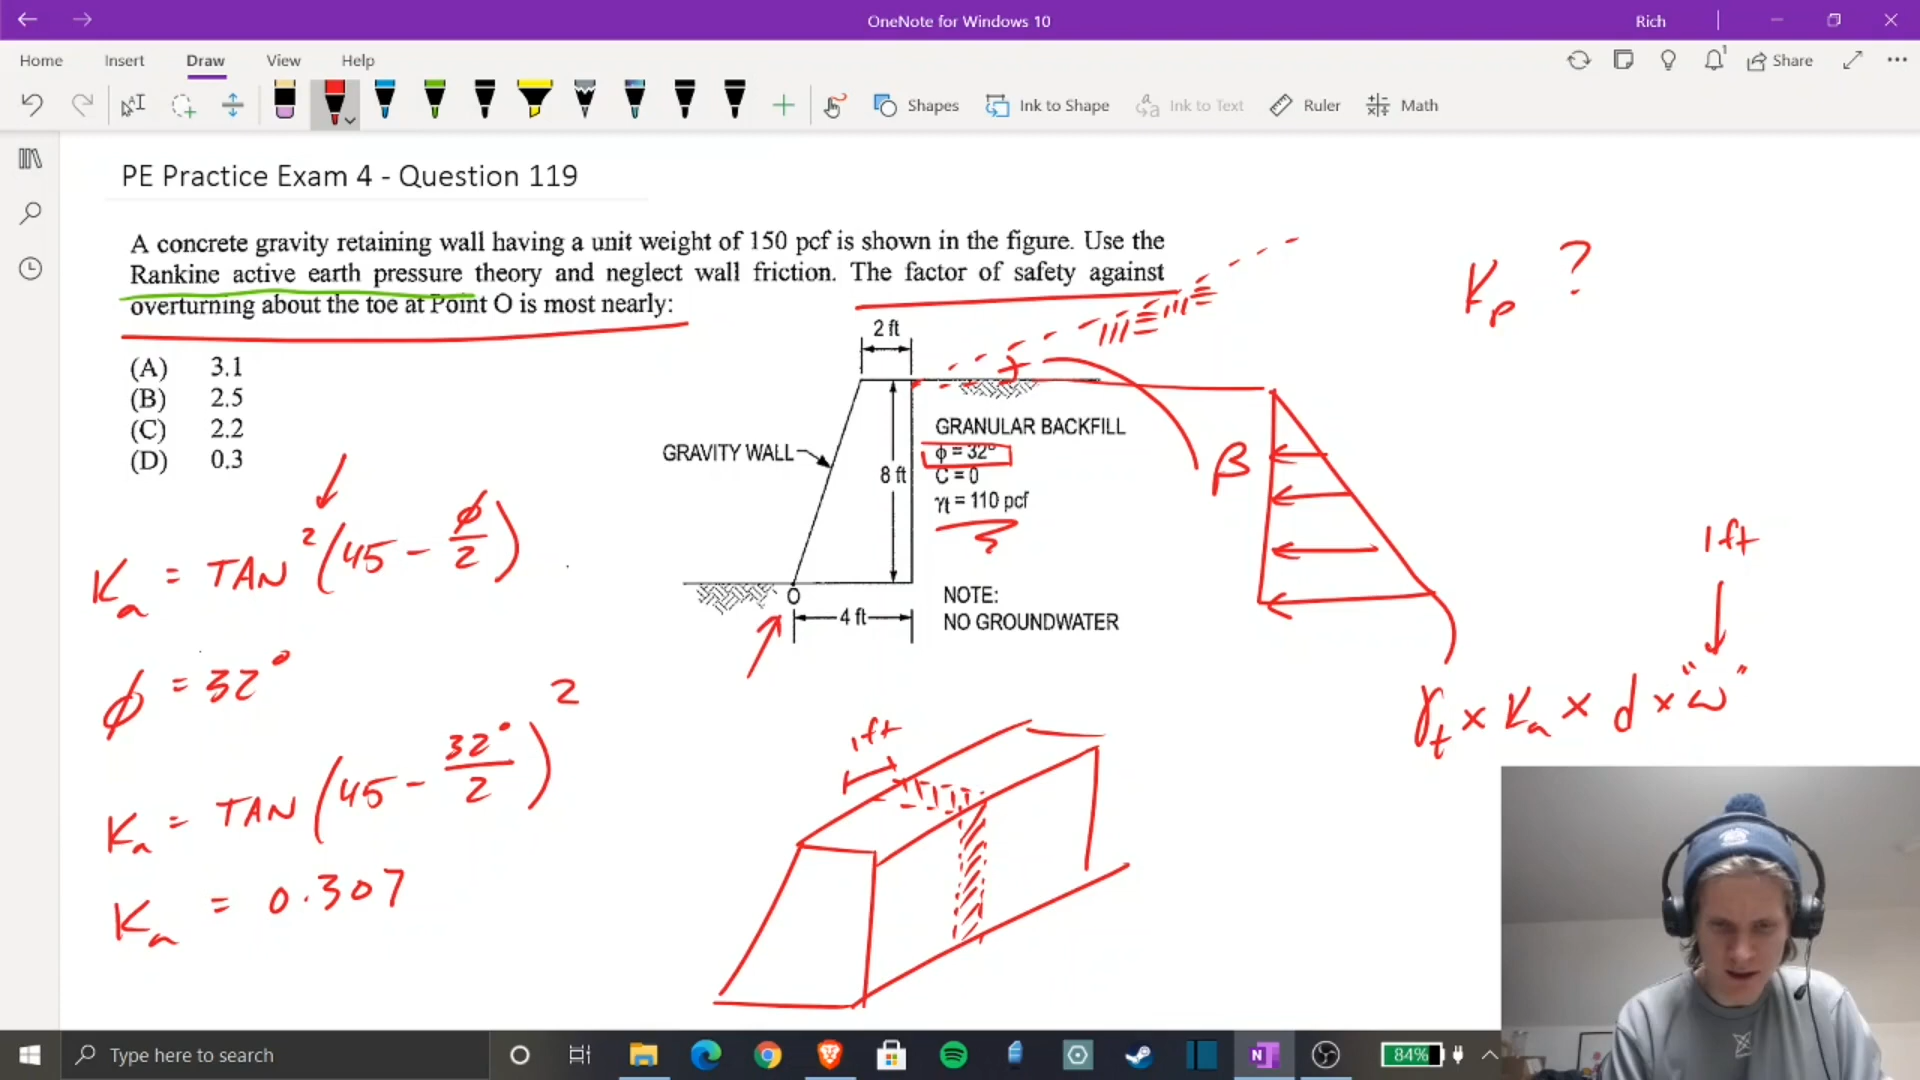 OneNote for Windows 10
Rich
Home Insert Draw View Help
Share
Shapes Ink to Shape Ink to Text Ruler Math
PE Practice Exam 4 - Question 119
A concrete gravity retaining wall having a unit weight of 150 pcf is shown in the figure. Use the
Rankine active earth pressure theory and neglect wall friction. The factor of safety against
overturning about the toe at Point O is most nearly:
(A) 3.1
(B) 2.5
(C) 2.2
(D) 0.3
2 ft
GRAVITY WALL
8 ft
GRANULAR BACKFILL
ϕ = 32°
C = 0
γt = 110 pcf
O
4 ft
NOTE:
NO GROUNDWATER
Kp ?
β
1ft
γt × Ka × d × "ω"
Ka = TAN²(45 - ϕ/2)
ϕ = 32°
Ka = TAN(45 - 32°/2)²
Ka = 0.307
1ft
Type here to search
84%